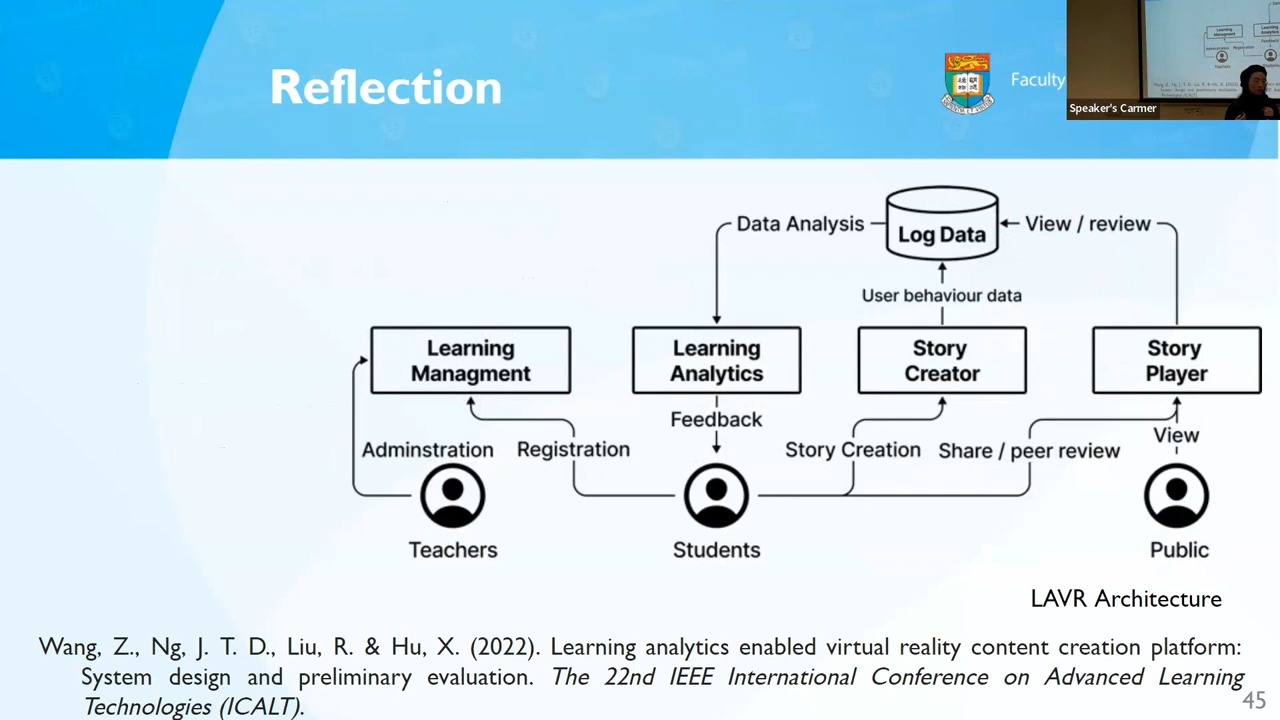 Reflection
Faculty
Speaker's Carmer
Data Analysis
Log Data
View / review
User behaviour data
Learning
Managment
Learning
Analytics
Story
Creator
Story
Player
Feedback
View
Adminstration
Registration
Story Creation
Share / peer review
Teachers
Students
Public
LAVR Architecture
Wang, Z., Ng, J. T. D., Liu, R. & Hu, X. (2022). Learning analytics enabled virtual reality content creation platform:
System design and preliminary evaluation. The 22nd IEEE International Conference on Advanced Learning
Technologies (ICALT).
45